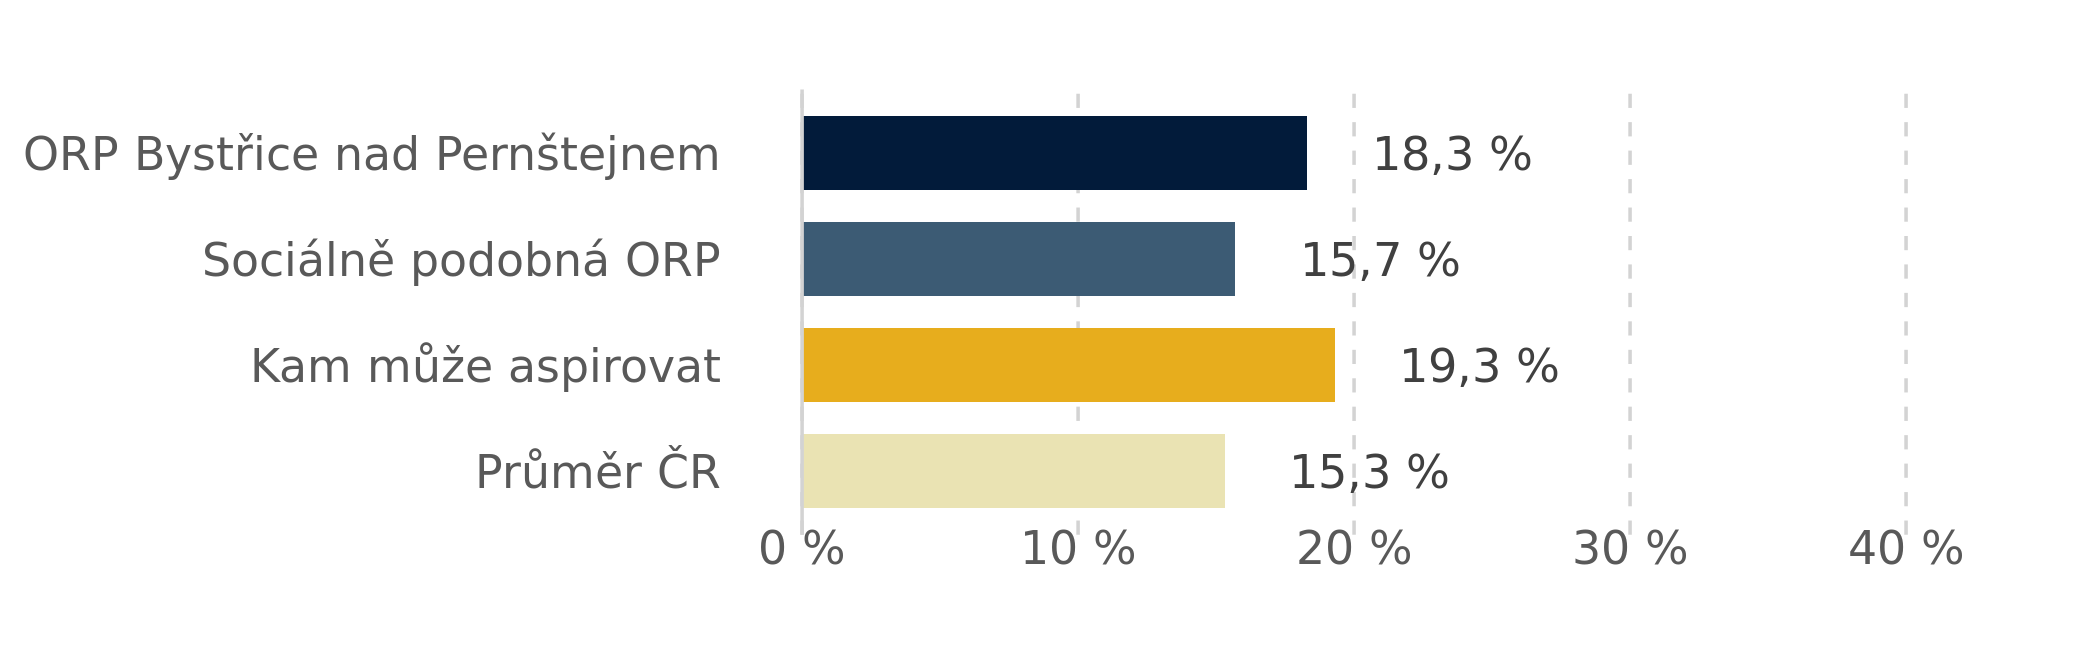 ORP Bystřice nad Pernštejnem
18,3 %
Sociálně podobná ORP
15,7 %
Kam může aspirovat
19,3 %
Průměr ČR
15,3 %
0 %
10 %
20 %
30 %
40 %